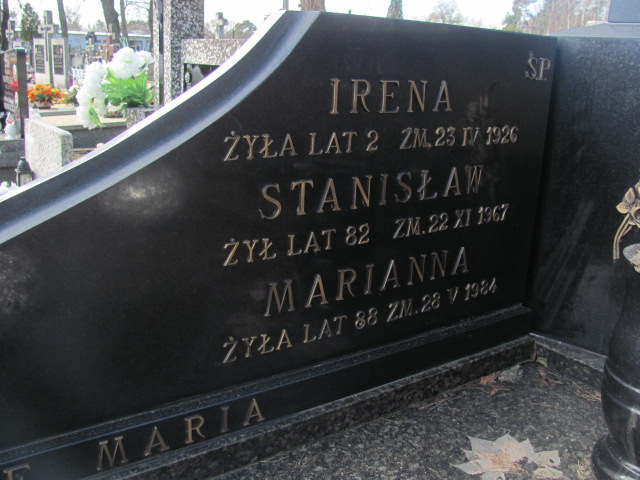 Ś.P.
IRENA
ŻYŁA LAT 2 ZM. 23 IV 1926
STANISŁAW
ŻYŁ LAT 82 ZM. 22 XI 1967
MARIANNA
ŻYŁA LAT 88 ZM. 28 V 1984
MARIA